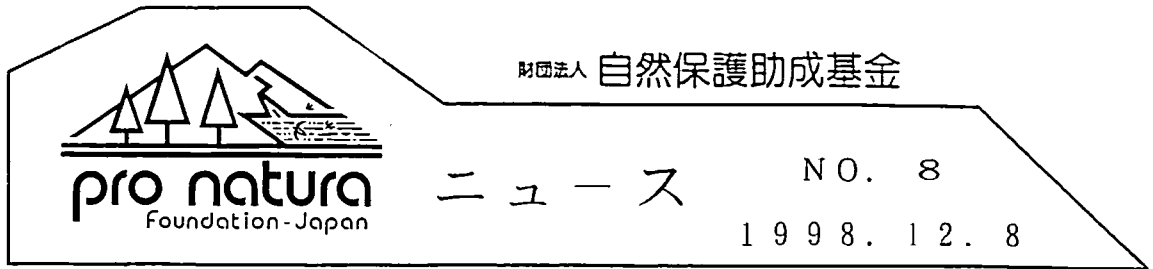 財団法人 自然保護助成基金
pro natura
Foundation-Japan
ニュース
NO. 8
1998.12.8